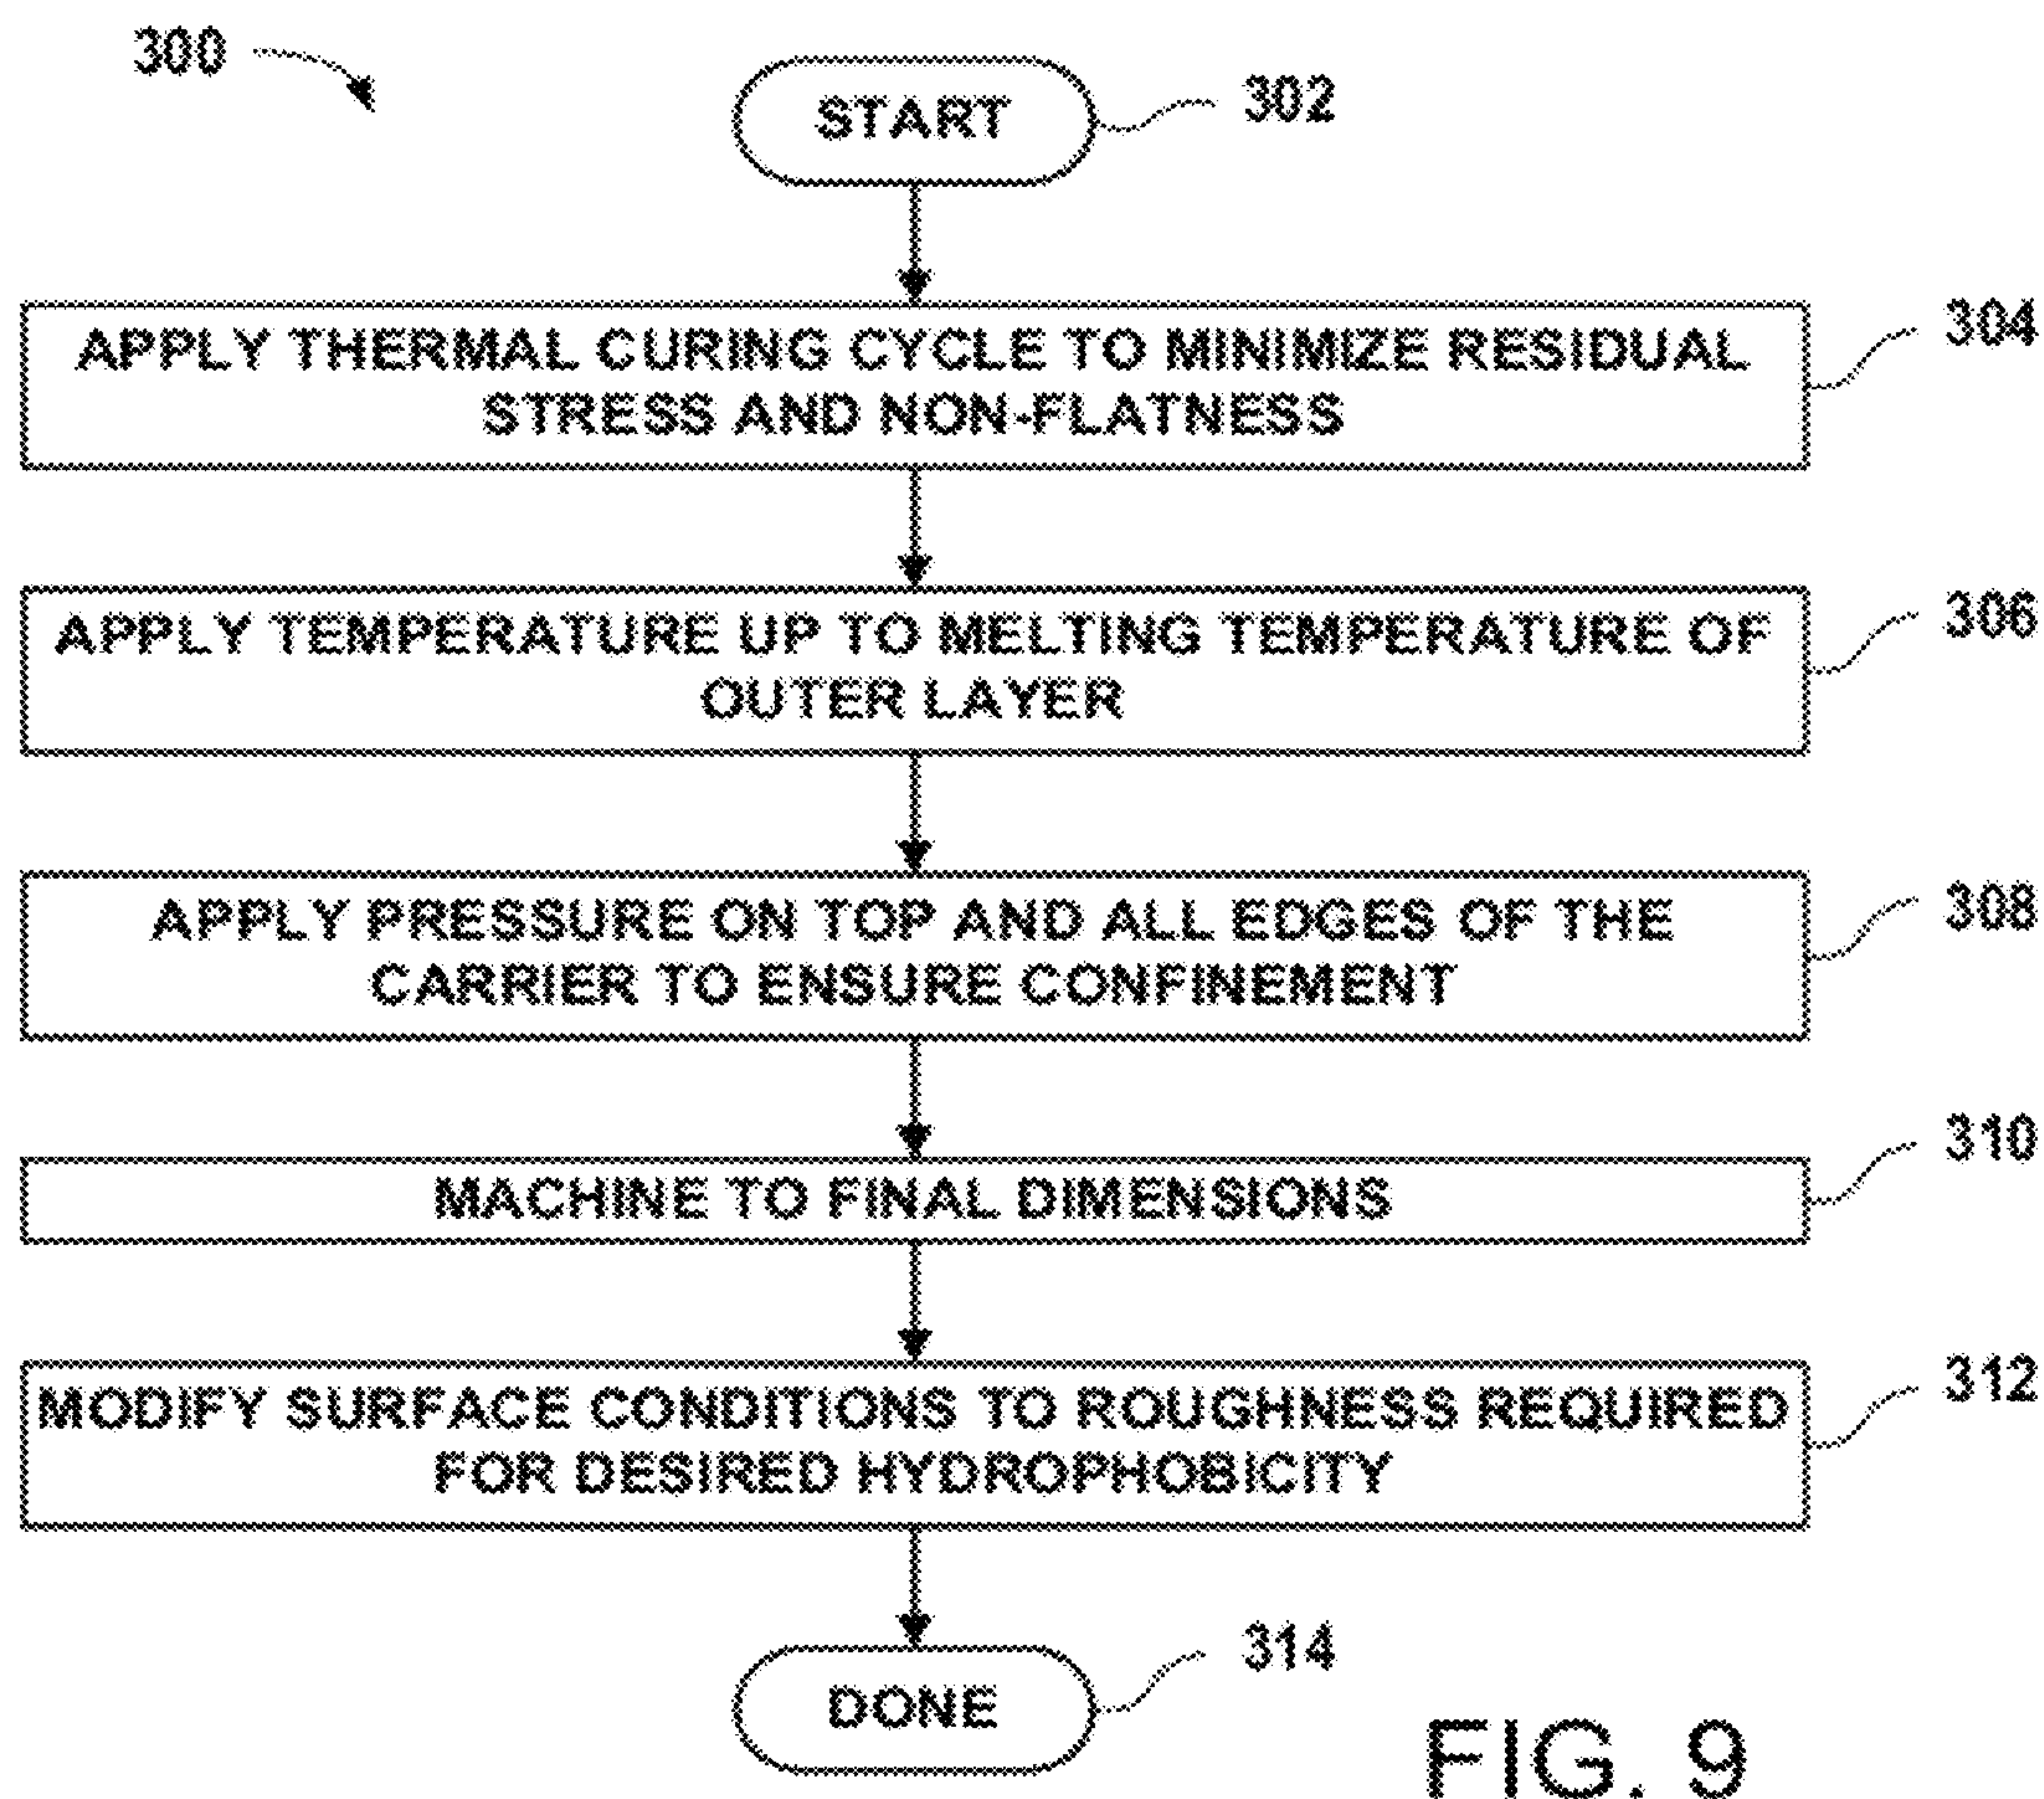 300
START
302
APPLY THERMAL CURING CYCLE TO MINIMIZE RESIDUAL
STRESS AND NON-FLATNESS
304
APPLY TEMPERATURE UP TO MELTING TEMPERATURE OF
OUTER LAYER
306
APPLY PRESSURE ON TOP AND ALL EDGES OF THE
CARRIER TO ENSURE CONFINEMENT
308
MACHINE TO FINAL DIMENSIONS
310
MODIFY SURFACE CONDITIONS TO ROUGHNESS REQUIRED
FOR DESIRED HYDROPHOBICITY
312
DONE
314
FIG. 9